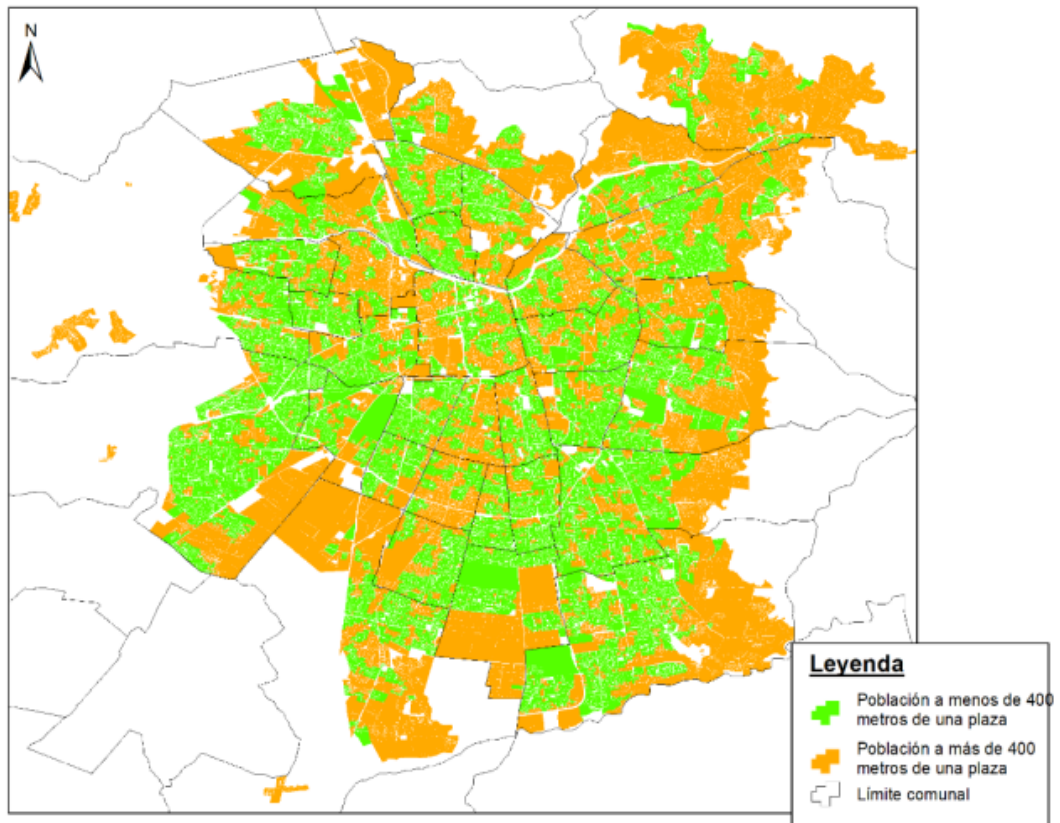 N
Leyenda
Población a menos de 400
metros de una plaza
Población a más de 400
metros de una plaza
Límite comunal